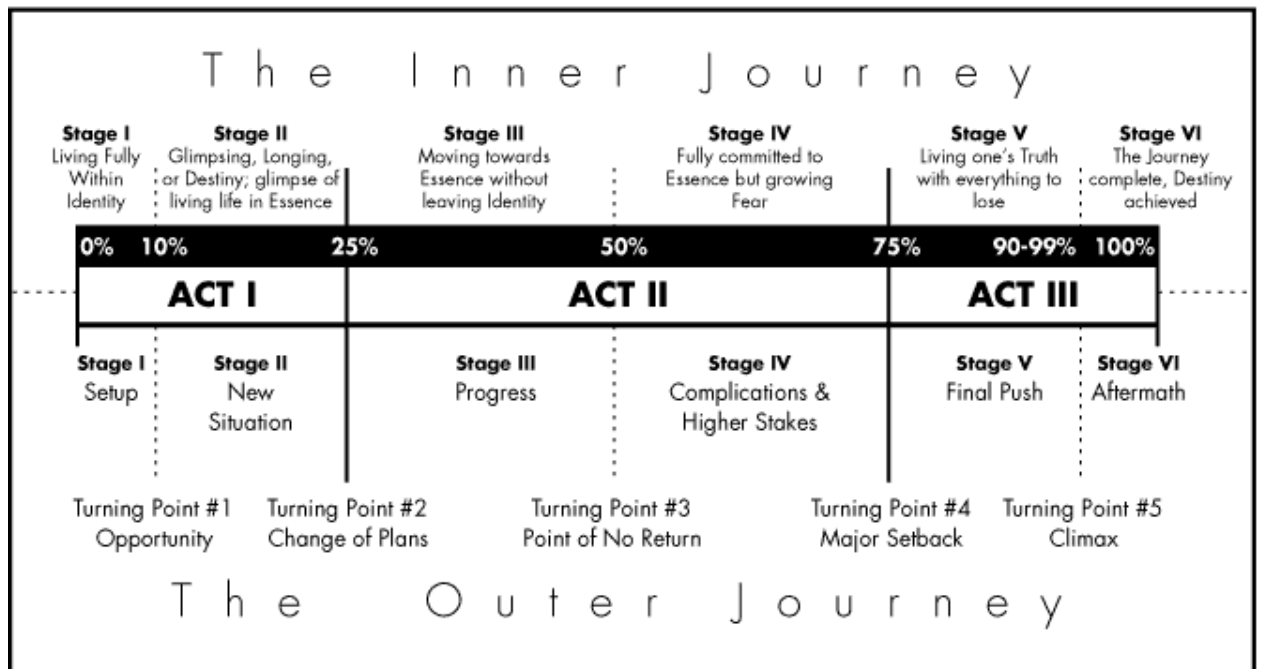 The Inner Journey
Stage I
Living Fully
Within
Identity
Stage II
Glimpsing, Longing,
or Destiny; glimpse of
living life in Essence
Stage III
Moving towards
Essence without
leaving Identity
Stage IV
Fully committed to
Essence but growing
Fear
Stage V
Living one's Truth
with everything to
lose
Stage VI
The Journey
complete, Destiny
achieved
0% 10% 25% 50% 75% 90-99% 100%
ACT I ACT II ACT III
Stage I
Setup
Stage II
New
Situation
Stage III
Progress
Stage IV
Complications &
Higher Stakes
Stage V
Final Push
Stage VI
Aftermath
Turning Point #1
Opportunity
Turning Point #2
Change of Plans
Turning Point #3
Point of No Return
Turning Point #4
Major Setback
Turning Point #5
Climax
The Outer Journey